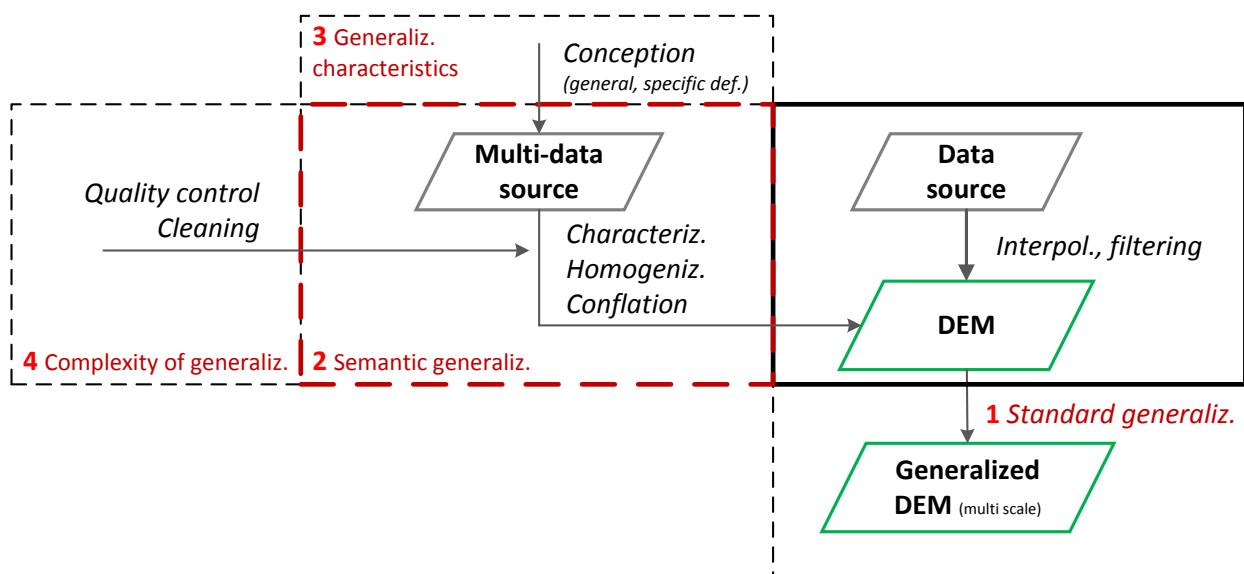 3 Generaliz.
characteristics
Conception
(general, specific def.)
Multi-data
source
Data
source
Quality control
Cleaning
Characteriz.
Homogeniz.
Conflation
Interpol., filtering
DEM
4 Complexity of generaliz.
2 Semantic generaliz.
1 Standard generaliz.
Generalized
DEM (multi scale)